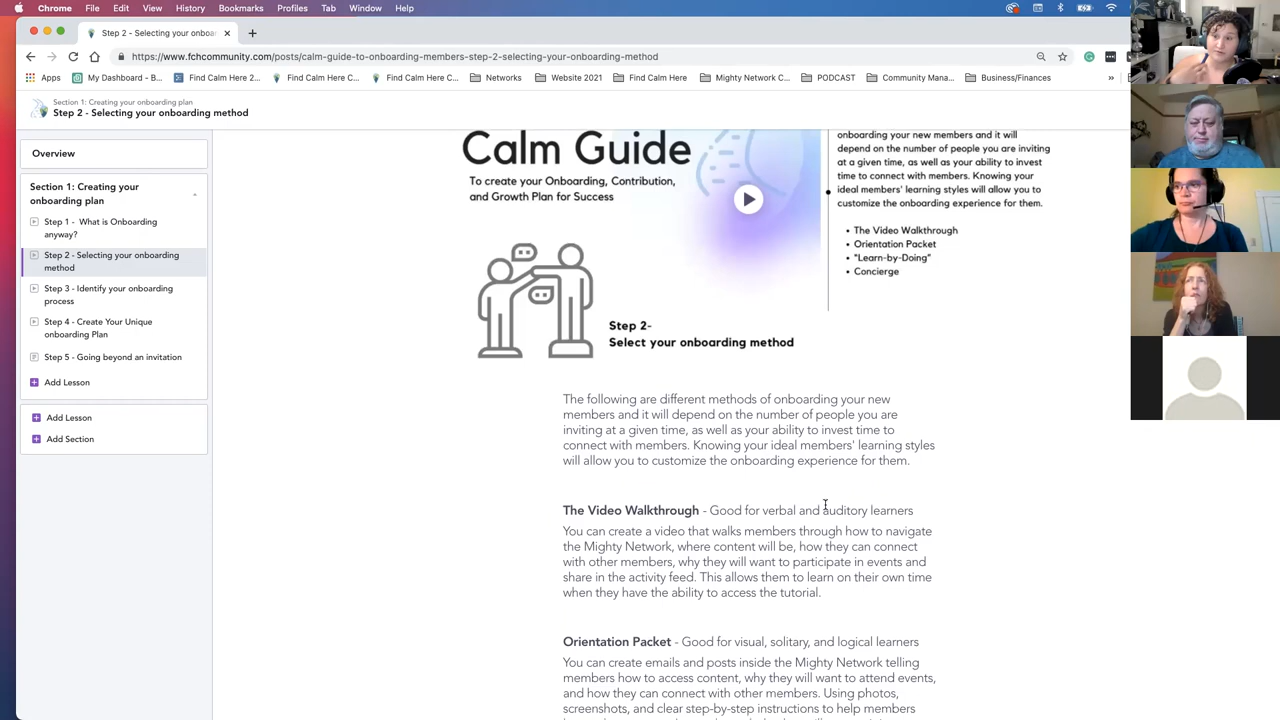 Chrome File Edit View History Bookmarks Profiles Tab Window Help
Step 2 - Selecting your onboard
https://www.fchcommunity.com/posts/calm-guide-to-onboarding-members-step-2-selecting-your-onboarding-method
Apps My Dashboard - B... Find Calm Here 2... Find Calm Here C... Find Calm Here C... Networks Website 2021 Find Calm Here Mighty Network C... PODCAST Community Mana... Business/Finances »
Section 1: Creating your onboarding plan
Step 2 - Selecting your onboarding method
Overview
Section 1: Creating your
onboarding plan
Step 1 - What is Onboarding
anyway?
Step 2 - Selecting your onboarding
method
Step 3 - Identify your onboarding
process
Step 4 - Create Your Unique
onboarding Plan
Step 5 - Going beyond an invitation
Add Lesson
Add Lesson
Add Section
Calm Guide
To create your Onboarding, Contribution,
and Growth Plan for Success
Step 2-
Select your onboarding method
onboarding your new members and it will
depend on the number of people you are inviting
at a given time, as well as your ability to invest
time to connect with members. Knowing your
ideal members' learning styles will allow you to
customize the onboarding experience for them.
• The Video Walkthrough
• Orientation Packet
• "Learn-by-Doing"
• Concierge
The following are different methods of onboarding your new
members and it will depend on the number of people you are
inviting at a given time, as well as your ability to invest time to
connect with members. Knowing your ideal members' learning styles
will allow you to customize the onboarding experience for them.
The Video Walkthrough - Good for verbal and auditory learners
You can create a video that walks members through how to navigate
the Mighty Network, where content will be, how they can connect
with other members, why they will want to participate in events and
share in the activity feed. This allows them to learn on their own time
when they have the ability to access the tutorial.
Orientation Packet - Good for visual, solitary, and logical learners
You can create emails and posts inside the Mighty Network telling
members how to access content, why they will want to attend events,
and how they can connect with other members. Using photos,
screenshots, and clear step-by-step instructions to help members